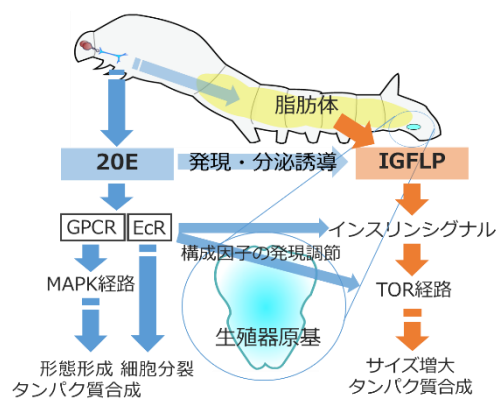 脂肪体
20E
発現・分泌誘導
IGFLP
GPCR
EcR
インスリンシグナル
構成因子の発現調節
MAPK経路
TOR経路
生殖器原基
形態形成
タンパク質合成
細胞分裂
サイズ増大
タンパク質合成